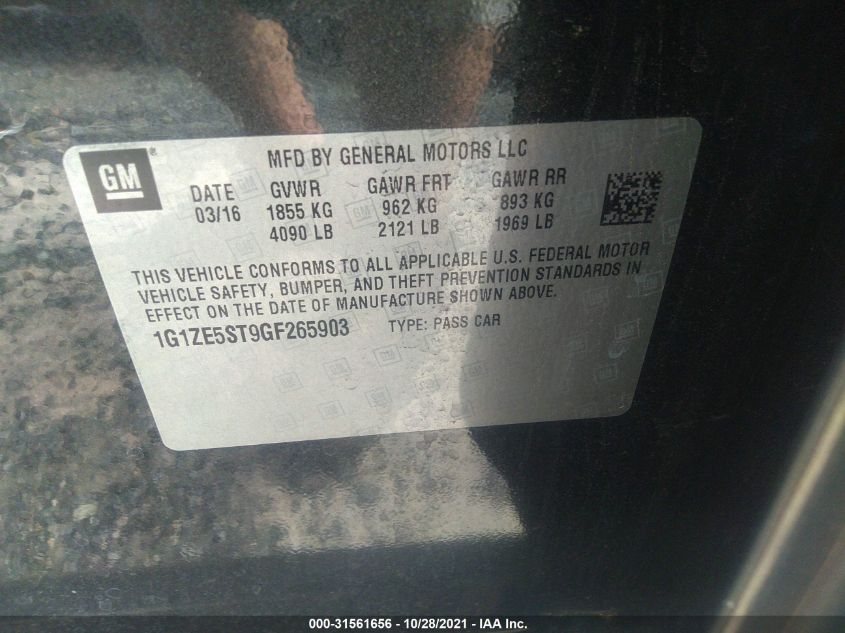 GM ®
MFD BY GENERAL MOTORS LLC
DATE GVWR GAWR FRT GAWR RR
03/16 1855 KG 962 KG 893 KG
4090 LB 2121 LB 1969 LB
THIS VEHICLE CONFORMS TO ALL APPLICABLE U.S. FEDERAL MOTOR
VEHICLE SAFETY, BUMPER, AND THEFT PREVENTION STANDARDS IN
EFFECT ON THE DATE OF MANUFACTURE SHOWN ABOVE.
1G1ZE5ST9GF265903 TYPE: PASS CAR
000-31561656 - 10/28/2021 - IAA Inc.